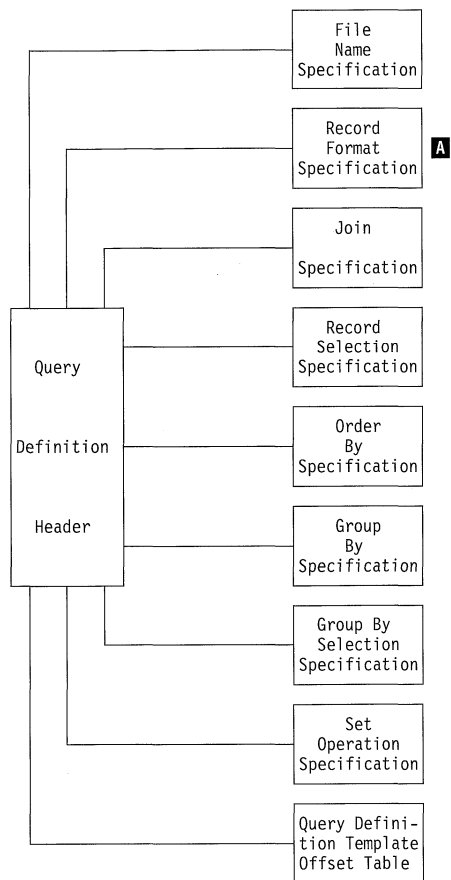 File
Name
Specification
Record
Format
Specification
A
Join
Specification
Record
Selection
Specification
Query
Definition
Header
Order
By
Specification
Group
By
Specification
Group By
Selection
Specification
Set
Operation
Specification
Query Defini-
tion Template
Offset Table